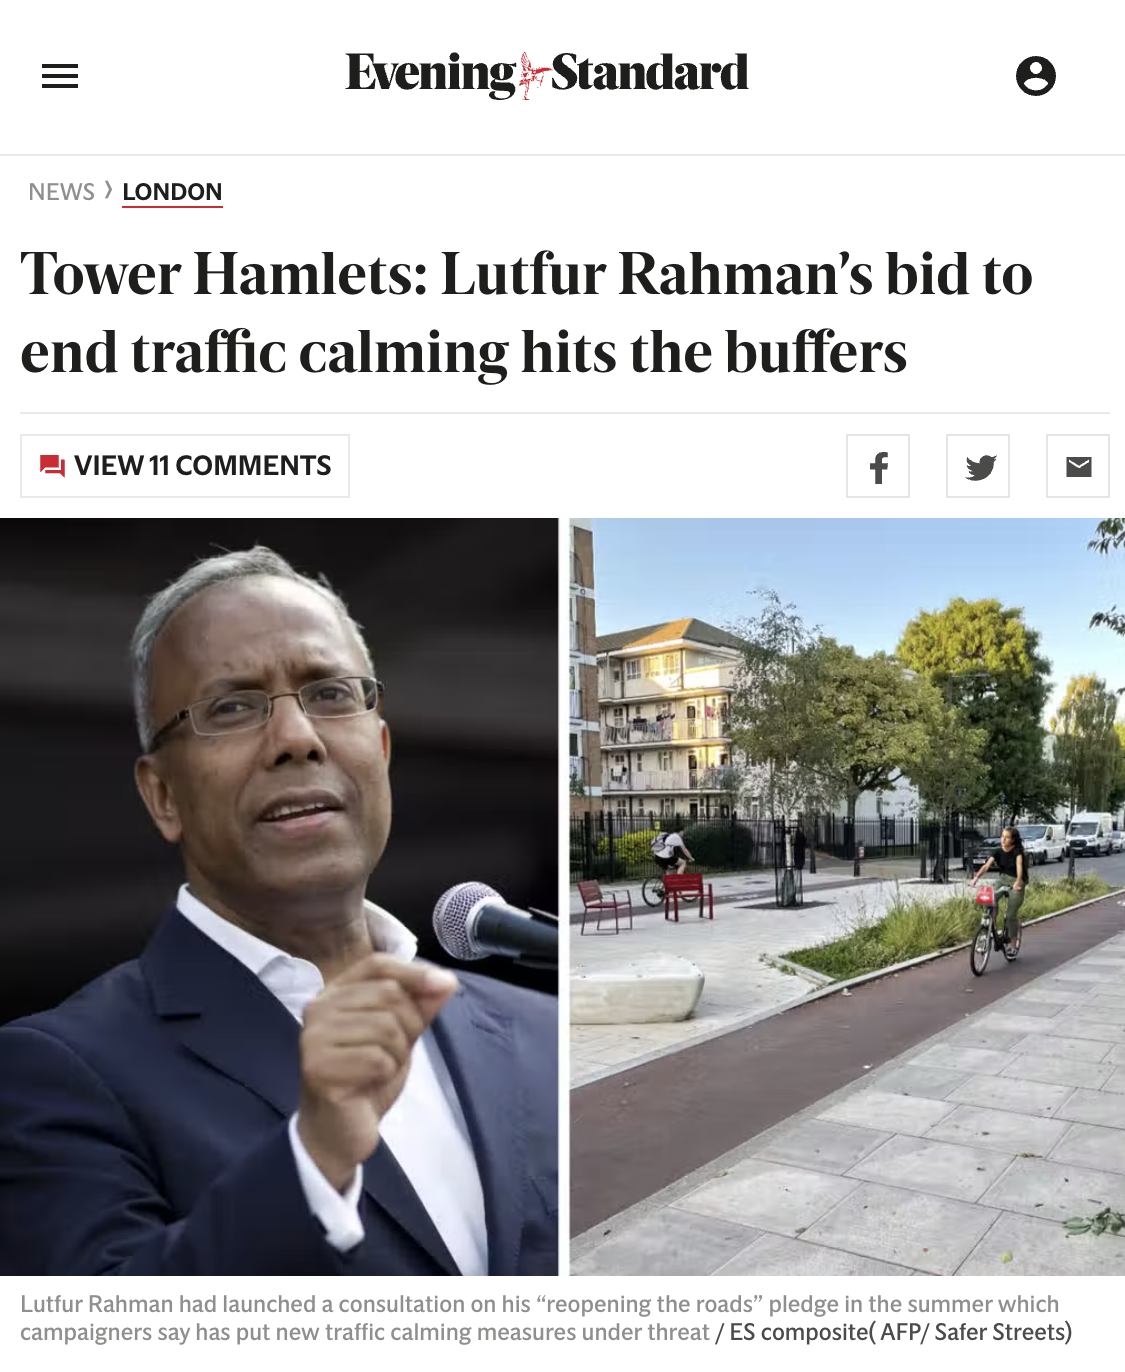 Evening Standard
NEWS › LONDON
Tower Hamlets: Lutfur Rahman’s bid to
end traffic calming hits the buffers
VIEW 11 COMMENTS
Lutfur Rahman had launched a consultation on his “reopening the roads” pledge in the summer which
campaigners say has put new traffic calming measures under threat / ES composite( AFP/ Safer Streets)